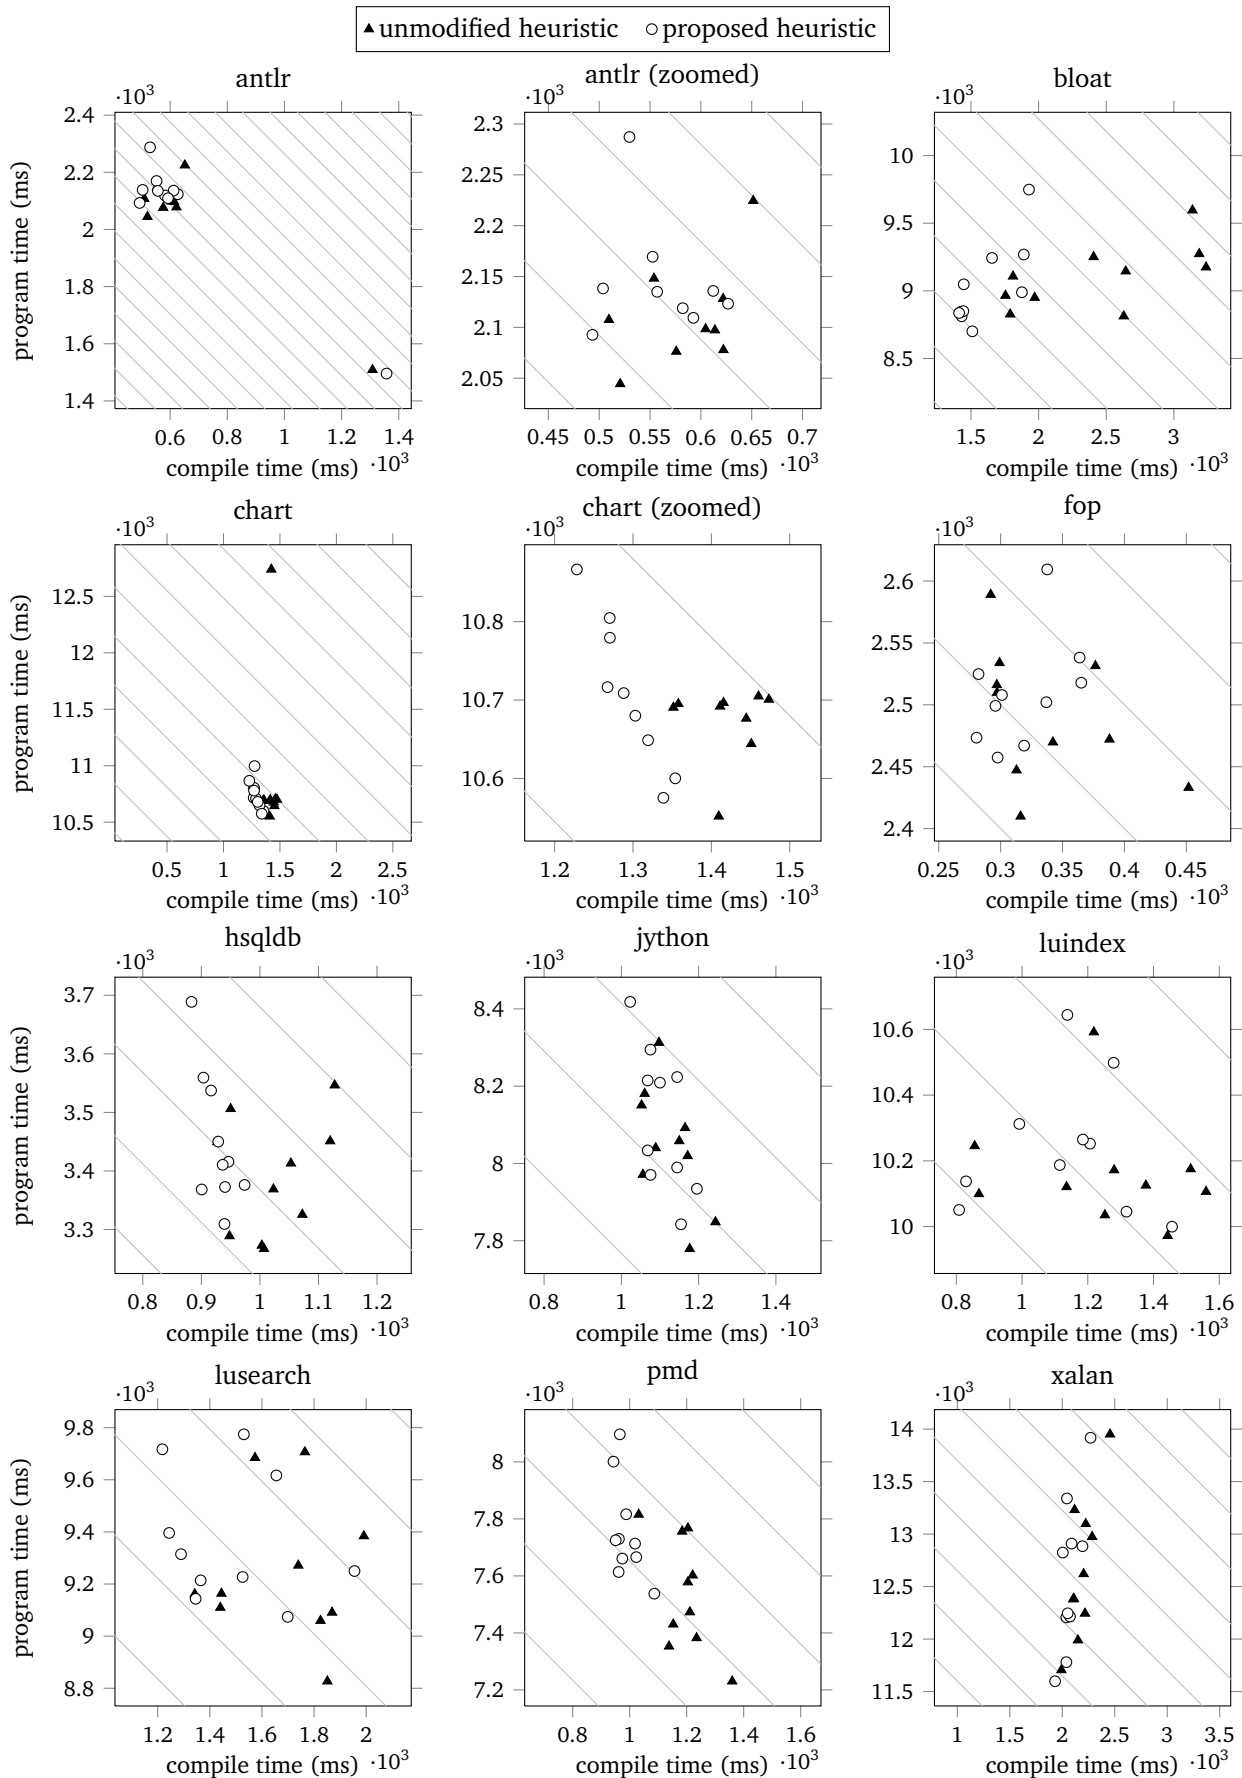 unmodified heuristic proposed heuristic
antlr antlr (zoomed) bloat
·10³ ·10³ ·10³
program time (ms)
2.4
2.2
2
1.8
1.6
1.4
0.6 1 1.4
compile time (ms) ·10³
2.3
2.25
2.2
2.15
2.1
2.05
0.45 0.5 0.55 0.6 0.65 0.7
compile time (ms) ·10³
10
9.5
9
8.5
1.5 2 2.5 3
compile time (ms) ·10³
chart chart (zoomed) fop
·10³ ·10³ ·10³
program time (ms)
12.5
12
11.5
11
10.5
0.5 1 1.5 2 2.5
compile time (ms) ·10³
10.8
10.7
10.6
1.2 1.3 1.4 1.5
compile time (ms) ·10³
2.6
2.55
2.5
2.45
2.4
0.25 0.3 0.35 0.4 0.45
compile time (ms) ·10³
hsqldb jython luindex
·10³ ·10³ ·10³
program time (ms)
3.7
3.6
3.5
3.4
3.3
0.8 0.9 1 1.1 1.2
compile time (ms) ·10³
8.4
8.2
8
7.8
0.8 1 1.2 1.4
compile time (ms) ·10³
10.6
10.4
10.2
10
0.8 1 1.2 1.4 1.6
compile time (ms) ·10³
lusearch pmd xalan
·10³ ·10³ ·10³
program time (ms)
9.8
9.6
9.4
9.2
9
8.8
1.2 1.4 1.6 1.8 2
compile time (ms) ·10³
8
7.8
7.6
7.4
7.2
0.8 1 1.2 1.4 1.6
compile time (ms) ·10³
14
13.5
13
12.5
12
11.5
1 1.5 2 2.5 3 3.5
compile time (ms) ·10³